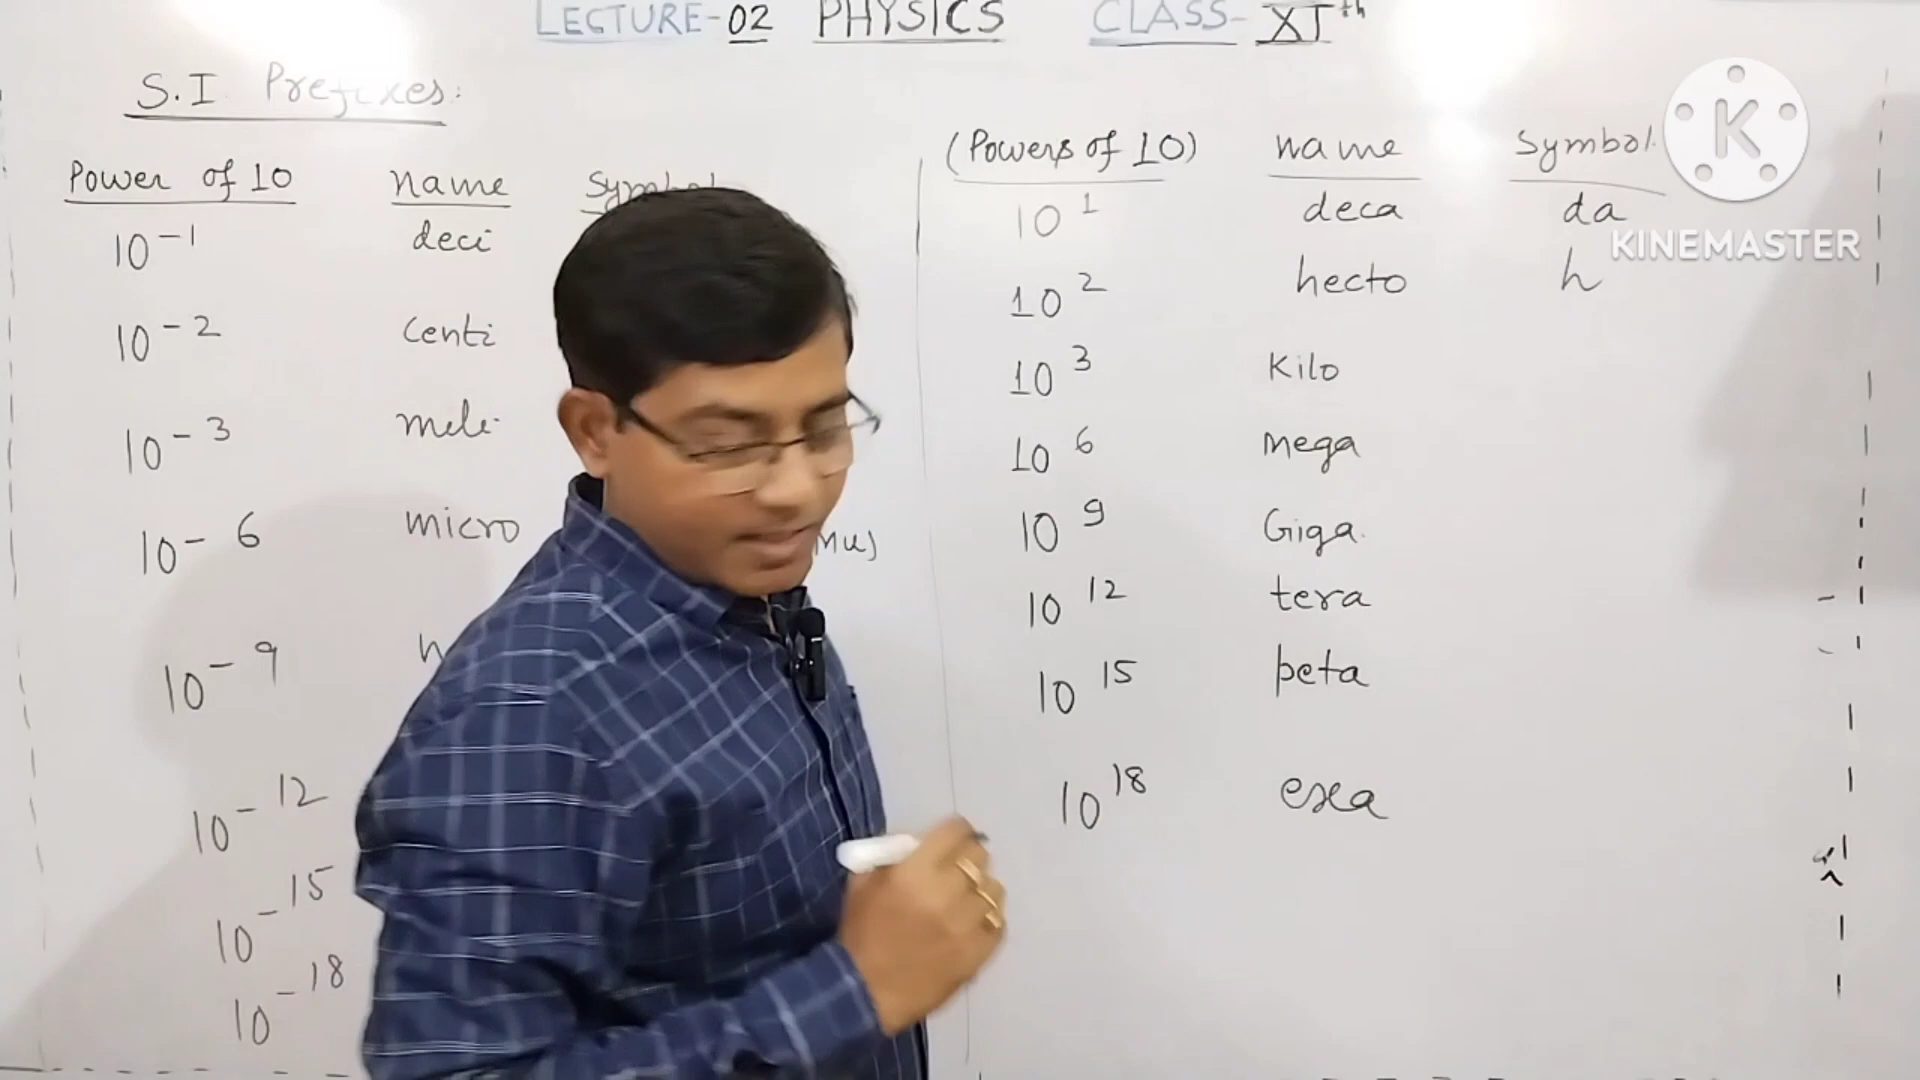 LECTURE-02 PHYSICS CLASS-XIth
S.I Prefixes:
Power of 10 name Symbol
10-1 deci
10-2 centi
10-3 mili
10-6 micro mu)
10-9
10-12
10-15
10-18
(Powers of 10) name Symbol
10 1 deca da
10 2 hecto h
10 3 Kilo
10 6 Mega
10 9 Giga.
10 12 tera
10 15 peta
10 18 exa
K
KINEMASTER